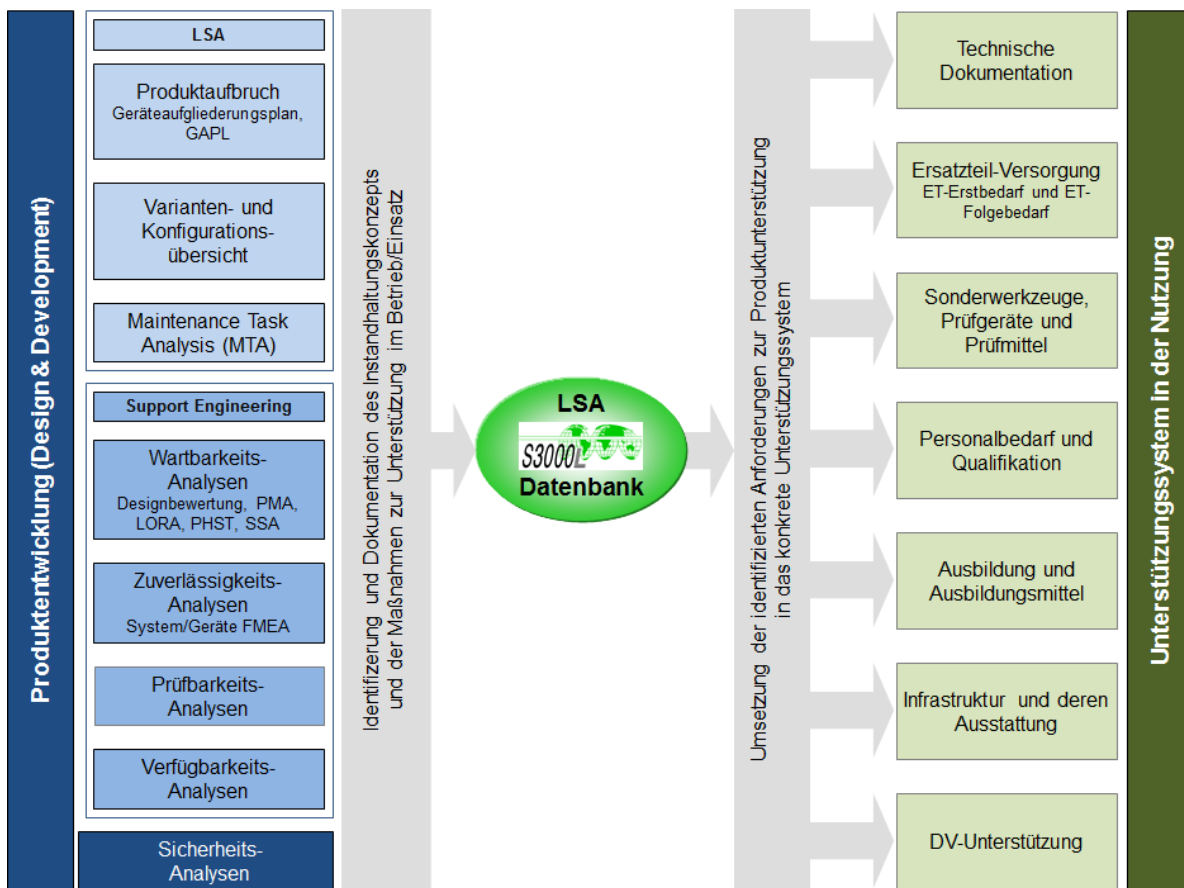 Produktentwicklung (Design & Development)
LSA
Produktaufbruch
Geräteaufgliederungsplan,
GAPL
Varianten- und
Konfigurations-
übersicht
Maintenance Task
Analysis (MTA)
Support Engineering
Wartbarkeits-
Analysen
Designbewertung, PMA,
LORA, PHST, SSA
Zuverlässigkeits-
Analysen
System/Geräte FMEA
Prüfbarkeits-
Analysen
Verfügbarkeits-
Analysen
Sicherheits-
Analysen
Identifizerung und Dokumentation des Instandhaltungskonzepts
und der Maßnahmen zur Unterstützung im Betrieb/Einsatz
LSA
S3000L
Datenbank
Umsetzung der identifizierten Anforderungen zur Produktunterstützung
in das konkrete Unterstützungssystem
Technische
Dokumentation
Ersatzteil-Versorgung
ET-Erstbedarf und ET-
Folgebedarf
Sonderwerkzeuge,
Prüfgeräte und
Prüfmittel
Personalbedarf und
Qualifikation
Ausbildung und
Ausbildungsmittel
Infrastruktur und deren
Ausstattung
DV-Unterstützung
Unterstützungssystem in der Nutzung